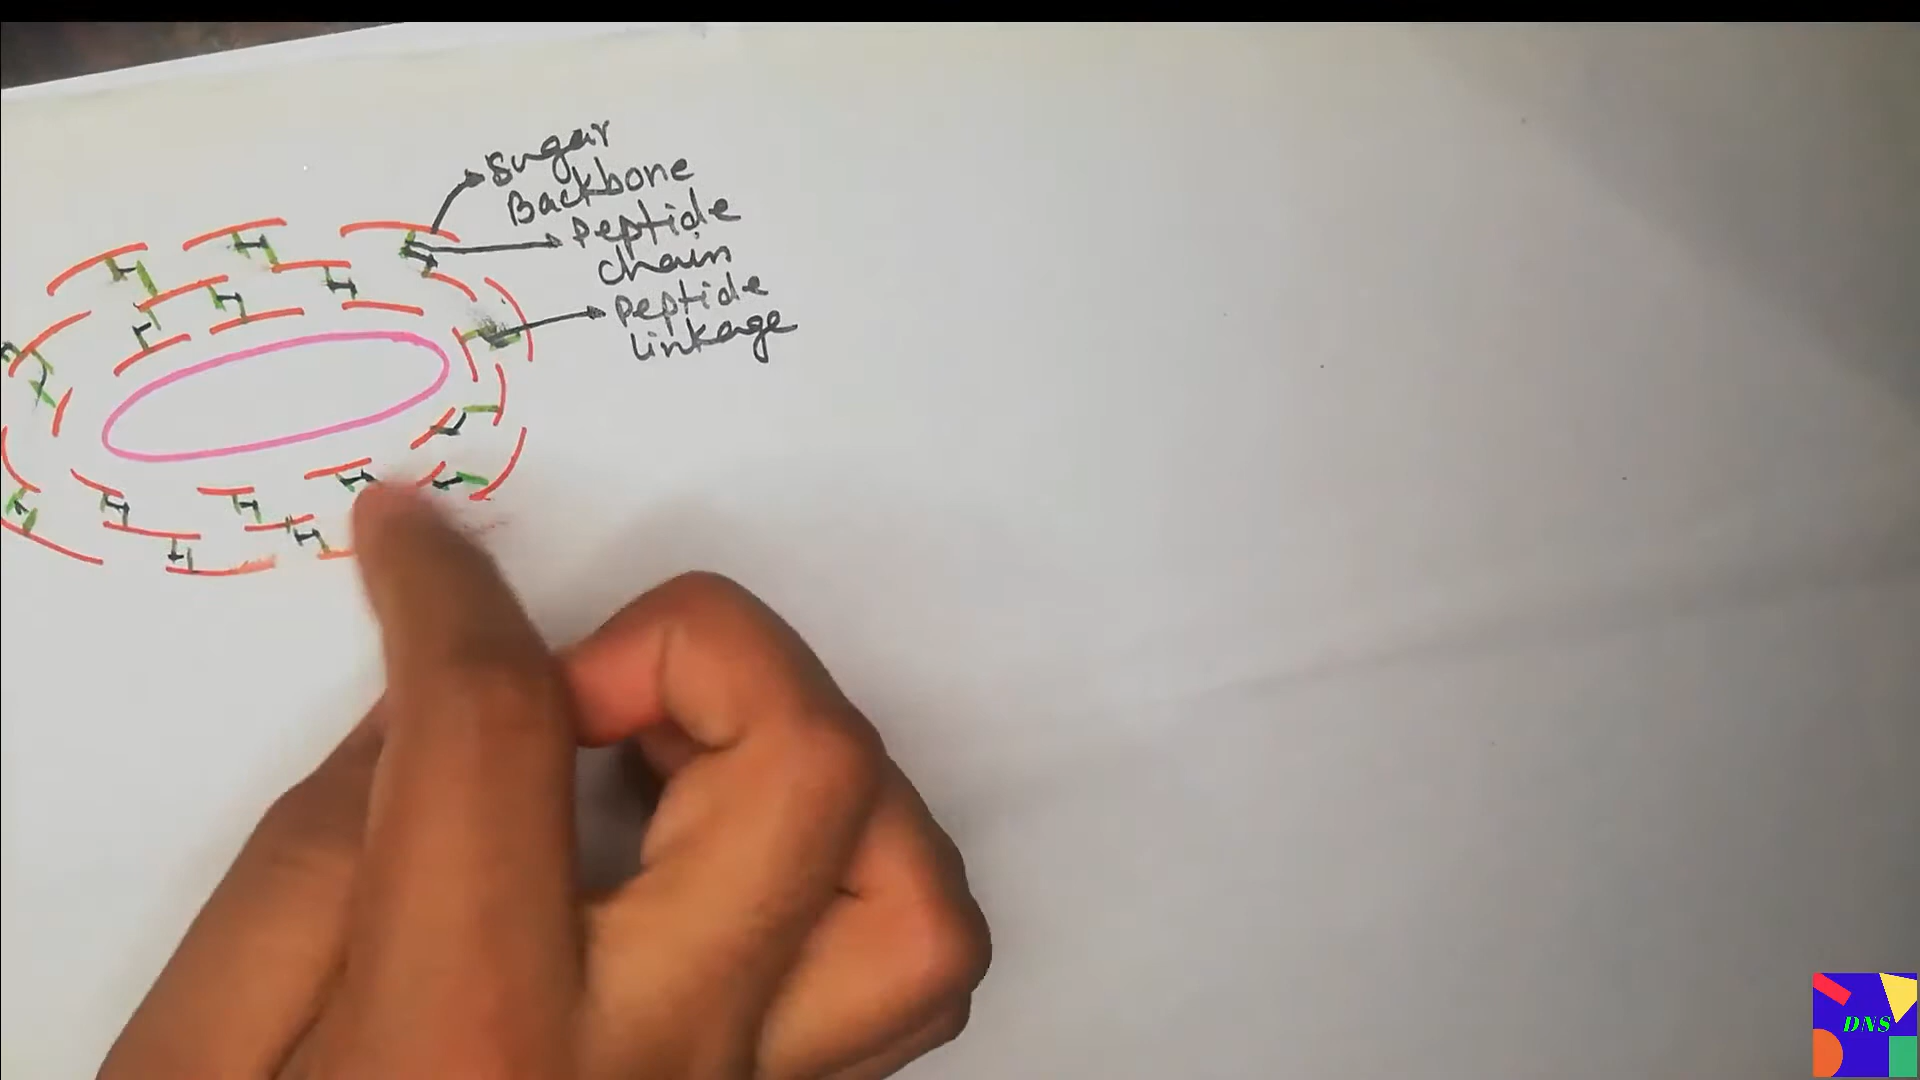 Sugar
Backbone
Peptide
chain
Peptide
linkage
DNS